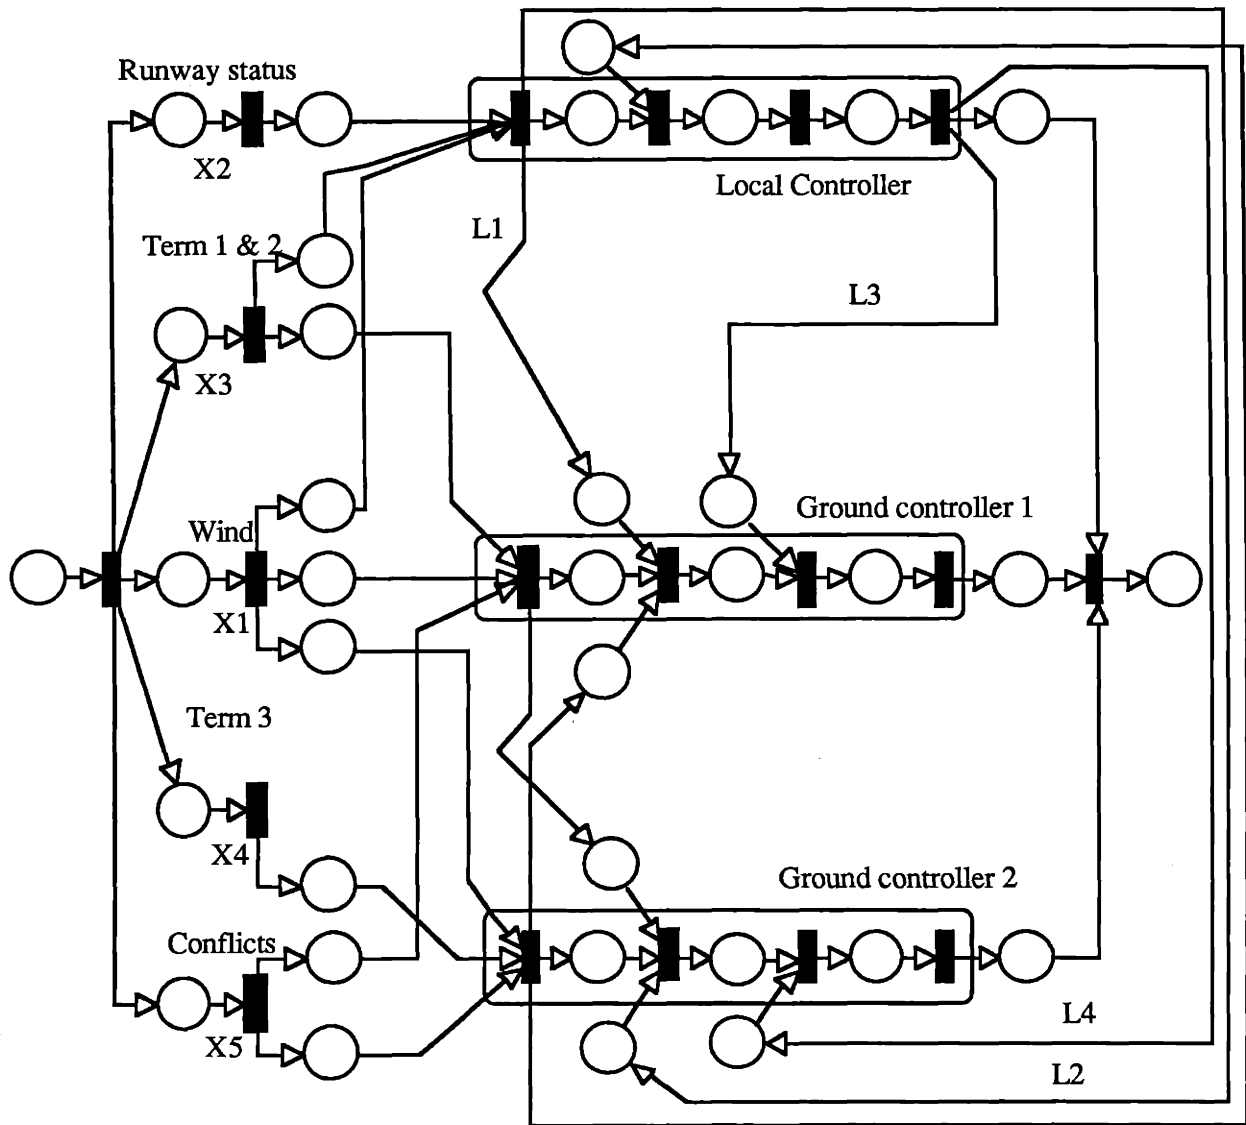 Runway status
X2
Local Controller
L1
Term 1 & 2
L3
X3
Ground controller 1
Wind
X1
Term 3
X4
Ground controller 2
Conflicts
L4
X5
L2